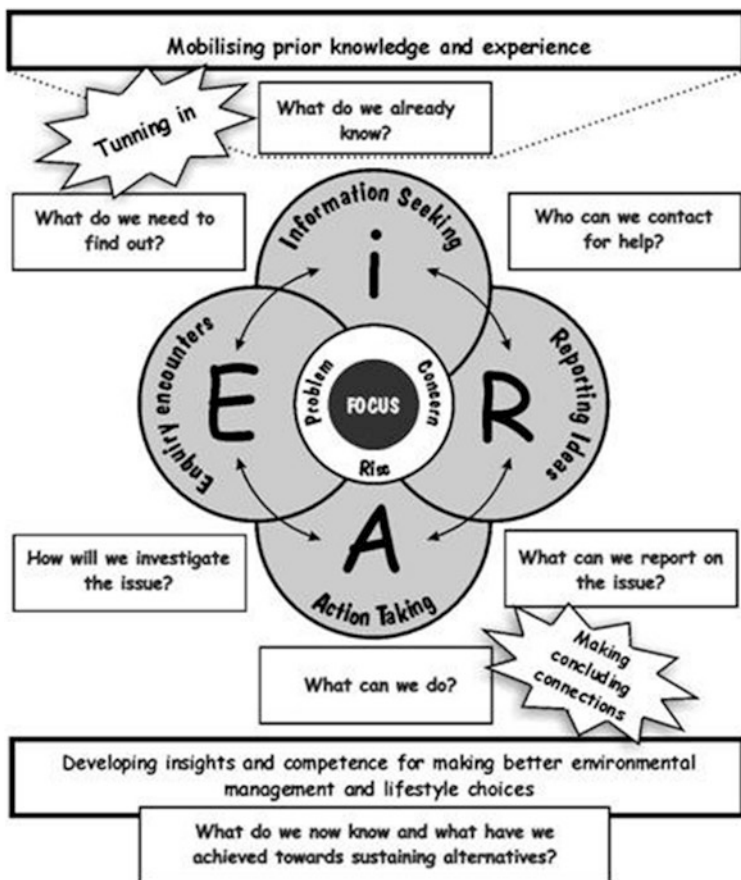 Mobilising prior knowledge and experience
Tunning in
What do we already
know?
What do we need to
find out?
Information Seeking
i
Who can we contact
for help?
Enquiry encounters
E
Problem
Concern
FOCUS
Rise
R
Reporting Ideas
A
Action Taking
How will we investigate
the issue?
What can we report on
the issue?
What can we do?
Making
concluding
connections
Developing insights and competence for making better environmental
management and lifestyle choices
What do we now know and what have we
achieved towards sustaining alternatives?